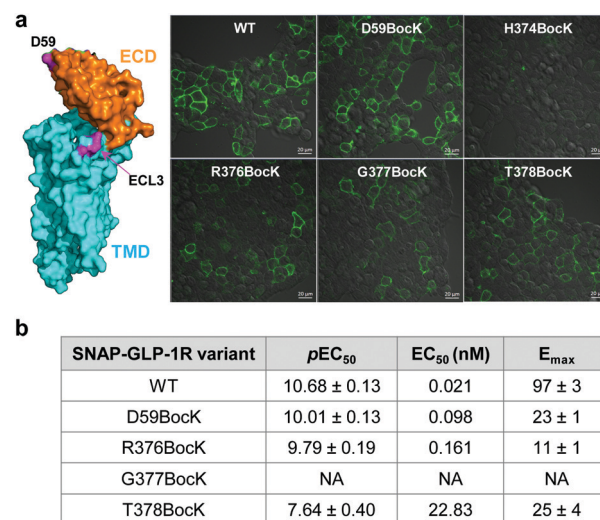 a
D59
ECD
ECL3
TMD
WT
D59BocK
H374BocK
20 µm
20 µm
20 µm
R376BocK
G377BocK
T378BocK
20 µm
20 µm
20 µm
b
SNAP-GLP-1R variant pEC50 EC50 (nM) Emax
WT 10.68 ± 0.13 0.021 97 ± 3
D59BocK 10.01 ± 0.13 0.098 23 ± 1
R376BocK 9.79 ± 0.19 0.161 11 ± 1
G377BocK NA NA NA
T378BocK 7.64 ± 0.40 22.83 25 ± 4